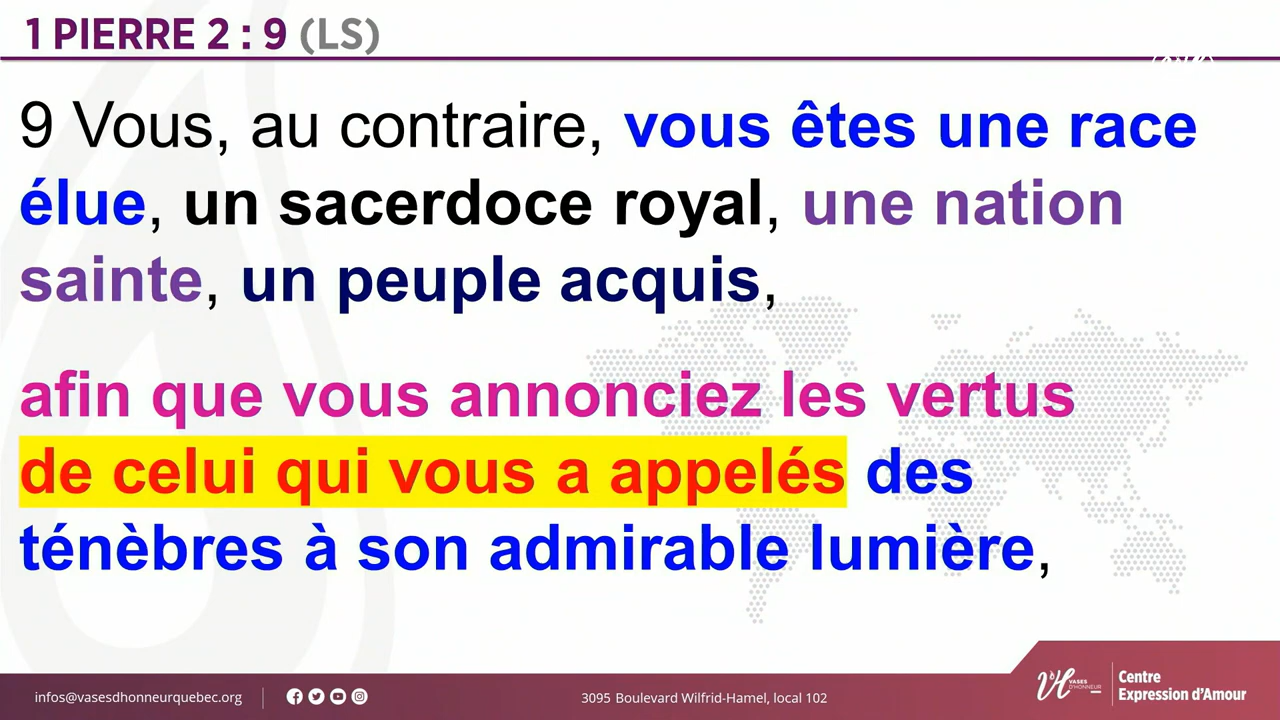 1 PIERRE 2 : 9 (LS)
9 Vous, au contraire, vous êtes une race
élue, un sacerdoce royal, une nation
sainte, un peuple acquis,
afin que vous annonciez les vertus
de celui qui vous a appelés des
ténèbres à son admirable lumière,
infos@vasesdhonneurquebec.org
3095 Boulevard Wilfrid-Hamel, local 102
VASES
D'HONNEUR
Centre
Expression d'Amour